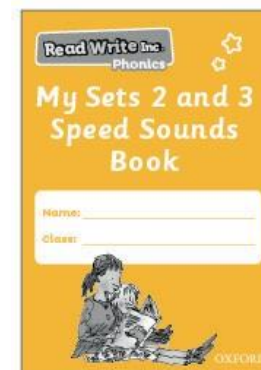 Read Write Inc.
Phonics
My Sets 2 and 3
Speed Sounds
Book
Name:
Class:
OXFORD